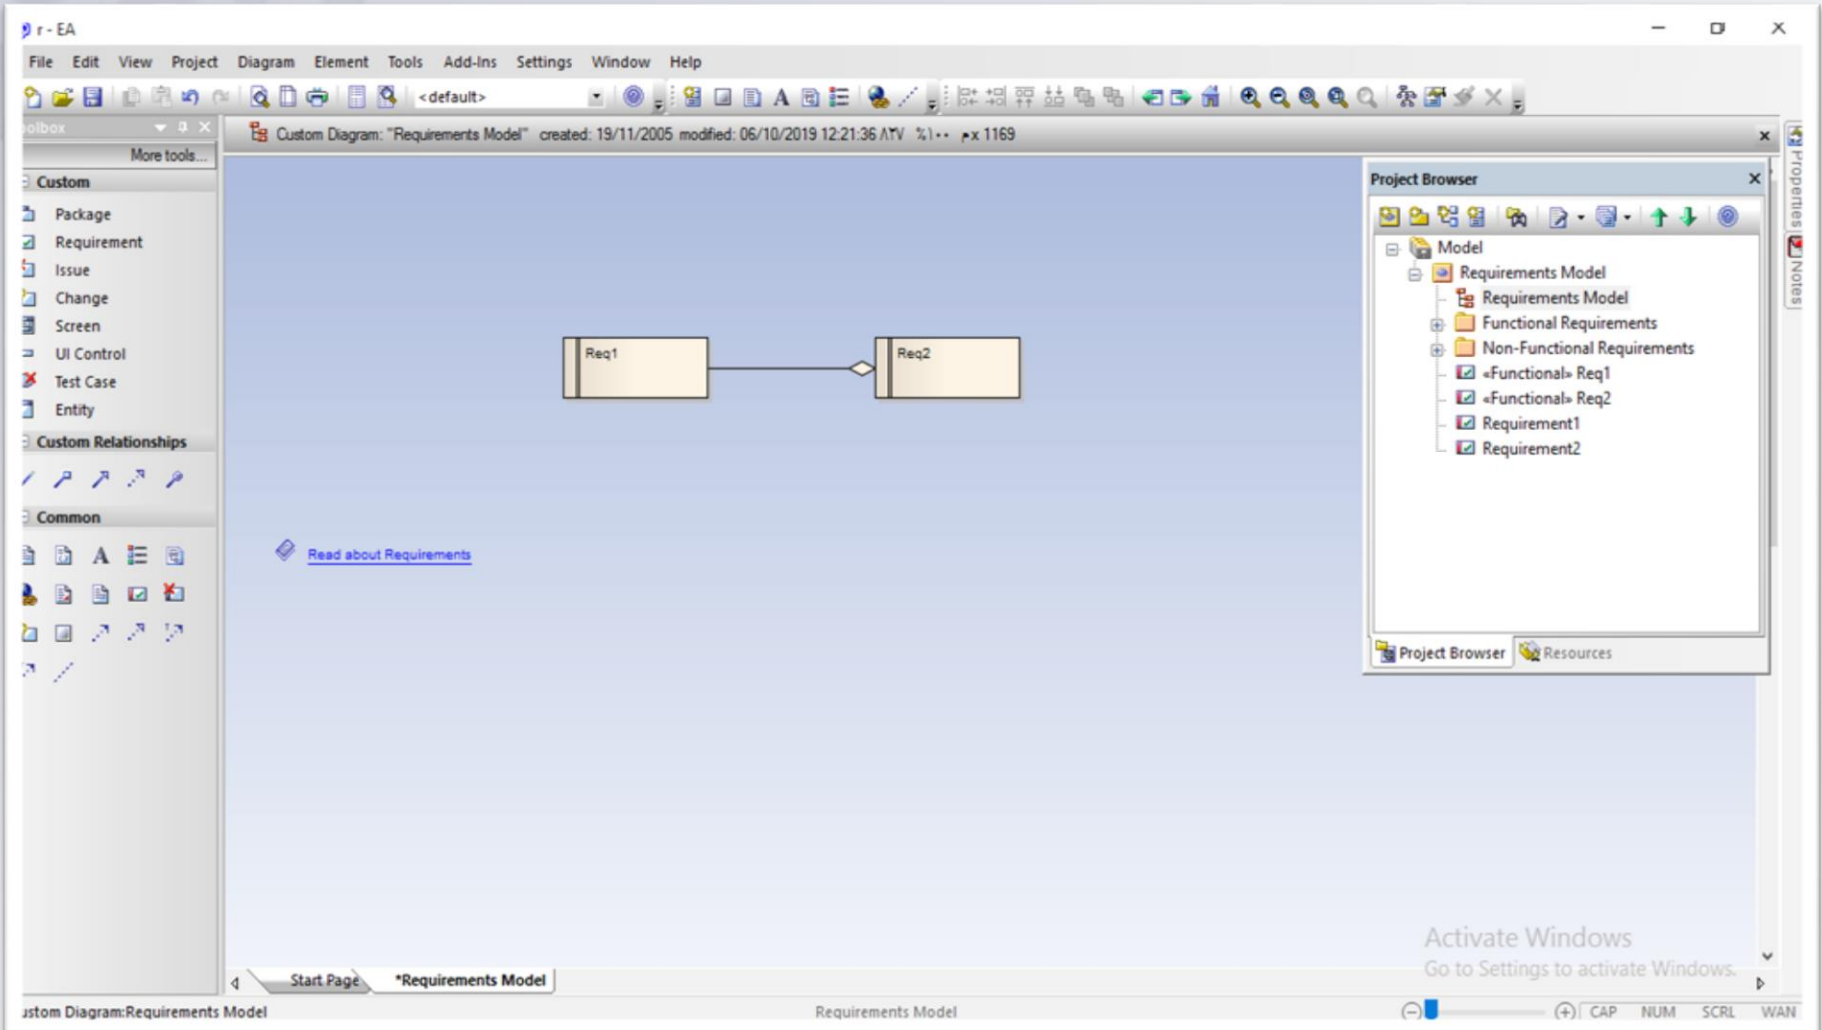 r - EA
File Edit View Project Diagram Element Tools Add-Ins Settings Window Help
<default>
olbox
More tools...
Custom
Package
Requirement
Issue
Change
Screen
UI Control
Test Case
Entity
Custom Relationships
Common
Custom Diagram: "Requirements Model" created: 19/11/2005 modified: 06/10/2019 12:21:36 م ٨٢٧ x 1169 %١٠٠
Req1
Req2
Read about Requirements
Project Browser
Model
Requirements Model
Requirements Model
Functional Requirements
Non-Functional Requirements
«Functional» Req1
«Functional» Req2
Requirement1
Requirement2
Project Browser Resources
Properties
Notes
Activate Windows
Go to Settings to activate Windows.
Start Page *Requirements Model
ustom Diagram:Requirements Model Requirements Model CAP NUM SCRL WAN